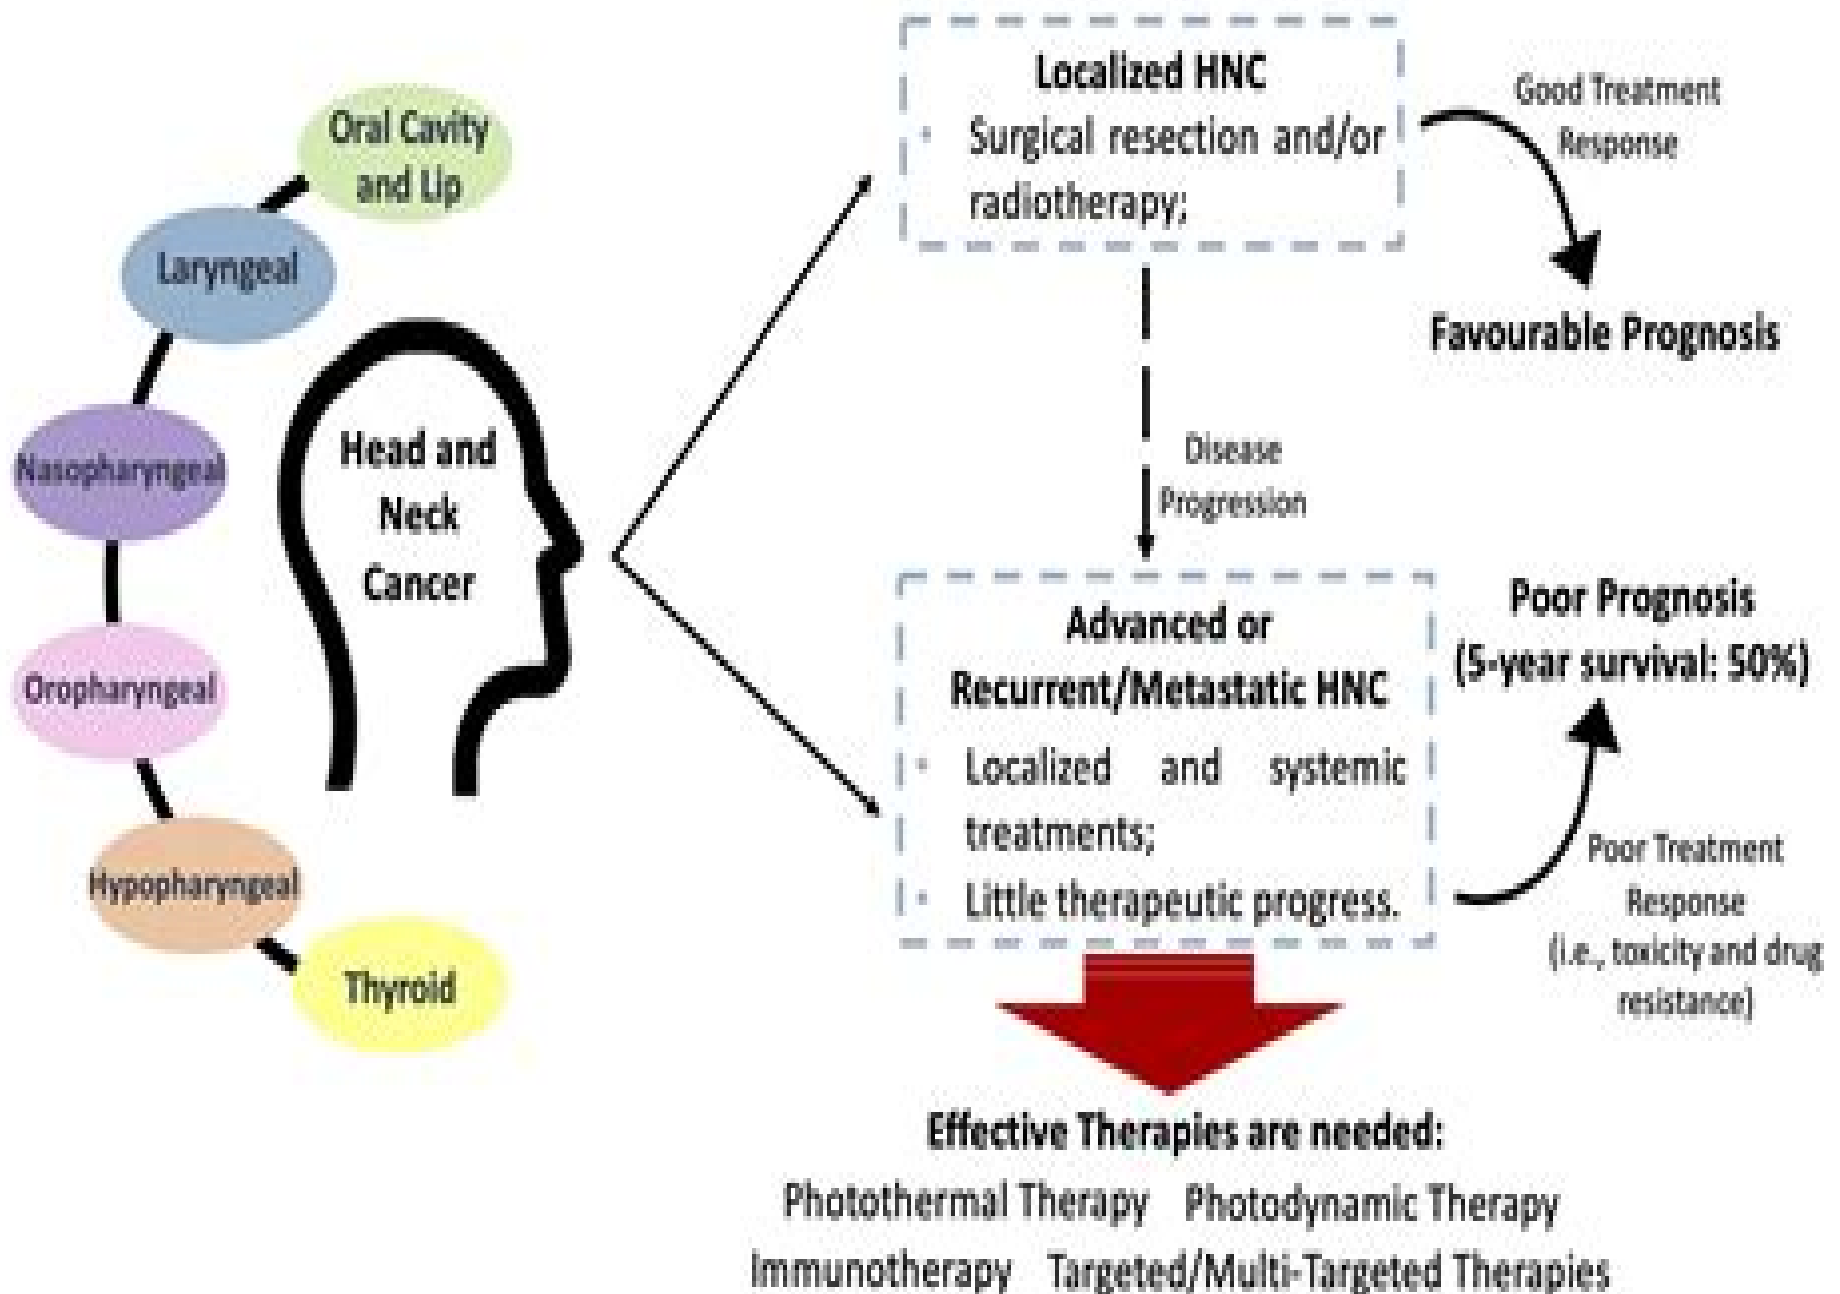 Oral Cavity
and Lip
Laryngeal
Nasopharyngeal
Oropharyngeal
Hypopharyngeal
Thyroid
Head and
Neck
Cancer
Localized HNC
Surgical resection and/or
radiotherapy;
Good Treatment
Response
Favourable Prognosis
Disease
Progression
Advanced or
Recurrent/Metastatic HNC
Localized and systemic
treatments;
Little therapeutic progress.
Poor Prognosis
(5-year survival: 50%)
Poor Treatment
Response
(i.e., toxicity and drug
resistance)
Effective Therapies are needed:
Photothermal Therapy Photodynamic Therapy
Immunotherapy Targeted/Multi-Targeted Therapies